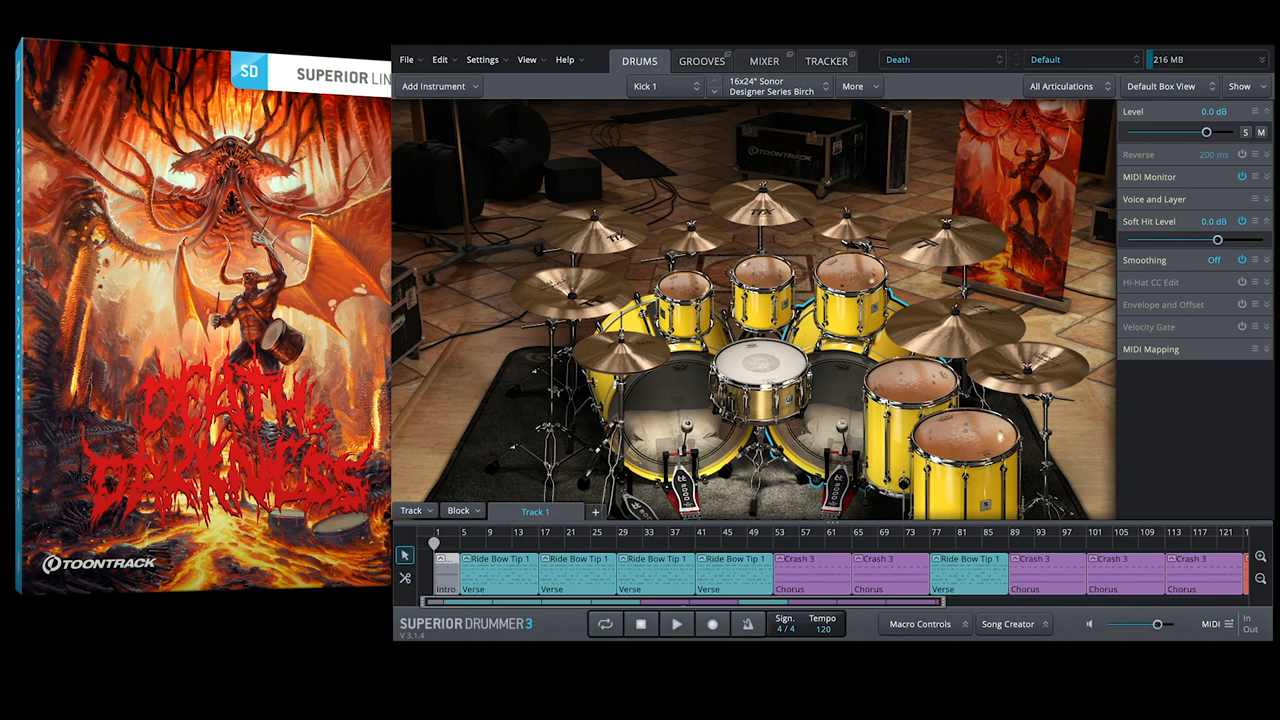 SD SUPERIOR LIN
DEATH &
DARKNESS
TOONTRACK
File Edit Settings View Help DRUMS GROOVES MIXER TRACKER Death Default 216 MB
Add Instrument Kick 1 16x24" Sonor
Designer Series Birch More All Articulations Default Box View Show
Level 0.0 dB
S M
Reverse 200 ms
MIDI Monitor
Voice and Layer
Soft Hit Level 0.0 dB
Smoothing Off
Hi-Hat CC Edit
Envelope and Offset
Velocity Gate
MIDI Mapping
TOONTRACK
Track Block Track 1 +
1 5 9 13 17 21 25 29 33 37 41 45 49 53 57 61 65 69 73 77 81 85 89 93 97 101 105 109 113 117 121 1
... Ride Bow Tip 1 Ride Bow Tip 1 Ride Bow Tip 1 Ride Bow Tip 1 Crash 3 Crash 3 Ride Bow Tip 1 Crash 3 Crash 3 Crash 3
Intro Verse Verse Verse Verse Chorus Chorus Verse Chorus Chorus Chorus
SUPERIOR DRUMMER 3
V 3.1.4
Sign. Tempo
4 / 4 120
Macro Controls Song Creator MIDI In
Out